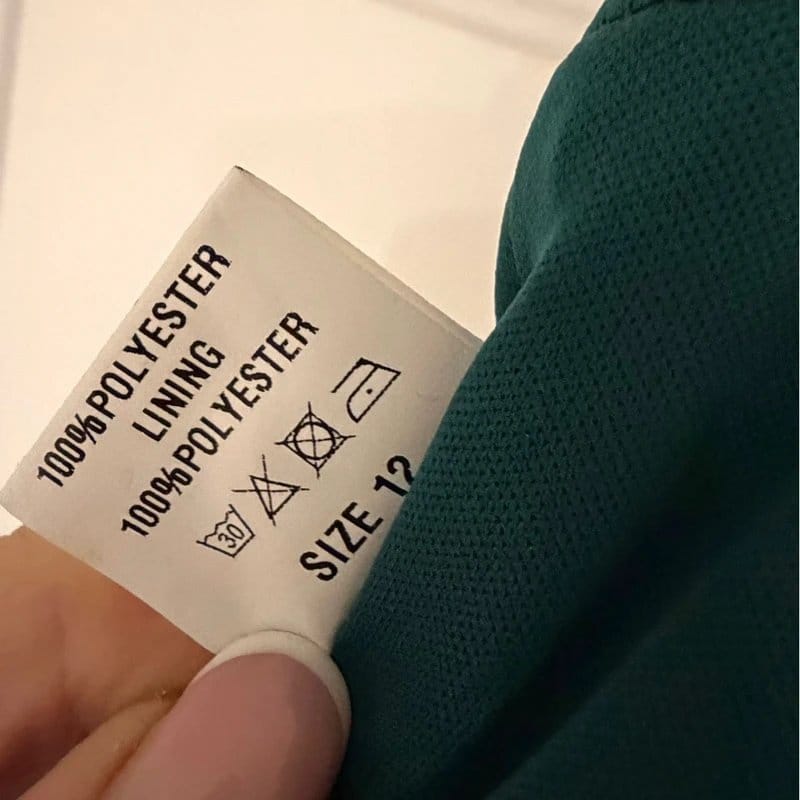 100%POLYESTER
LINING
100%POLYESTER
30
SIZE 12